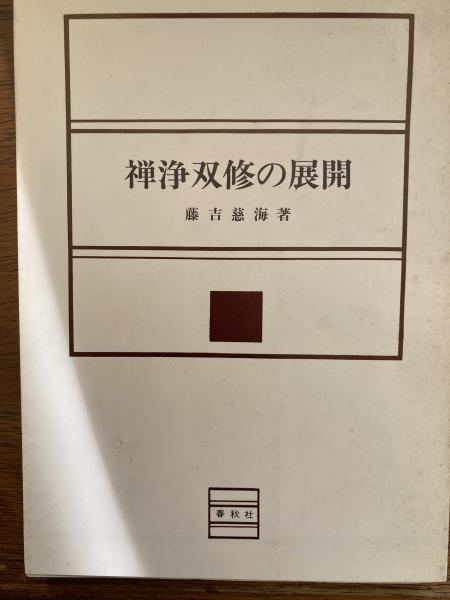 禅浄双修の展開
藤吉慈海著
春秋社